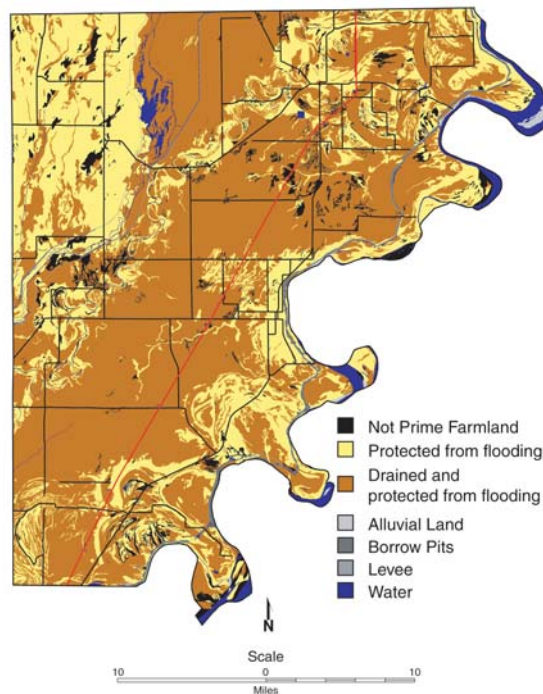 Not Prime Farmland
Protected from flooding
Drained and
protected from flooding
Alluvial Land
Borrow Pits
Levee
Water
N
Scale
10 0 10
Miles